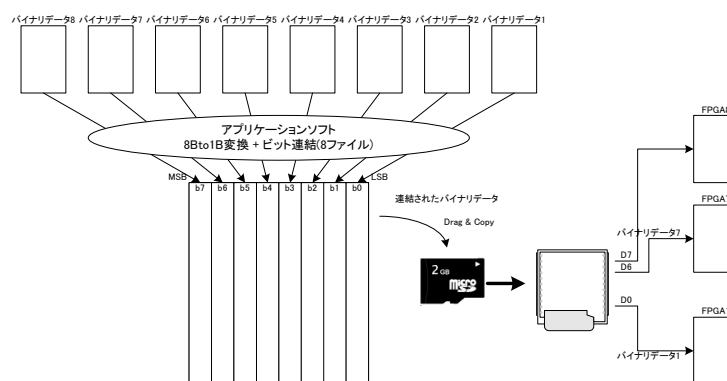 バイナリデータ8 バイナリデータ7 バイナリデータ6 バイナリデータ5 バイナリデータ4 バイナリデータ3 バイナリデータ2 バイナリデータ1
アプリケーションソフト
8Bto1B変換 + ビット連結(8ファイル)
MSB
LSB
b7 b6 b5 b4 b3 b2 b1 b0
連結されたバイナリデータ
Drag & Copy
2 GB
micro
SD
FPGA8
FPGA7
バイナリデータ7
D7
D6
D0
FPGA1
バイナリデータ1